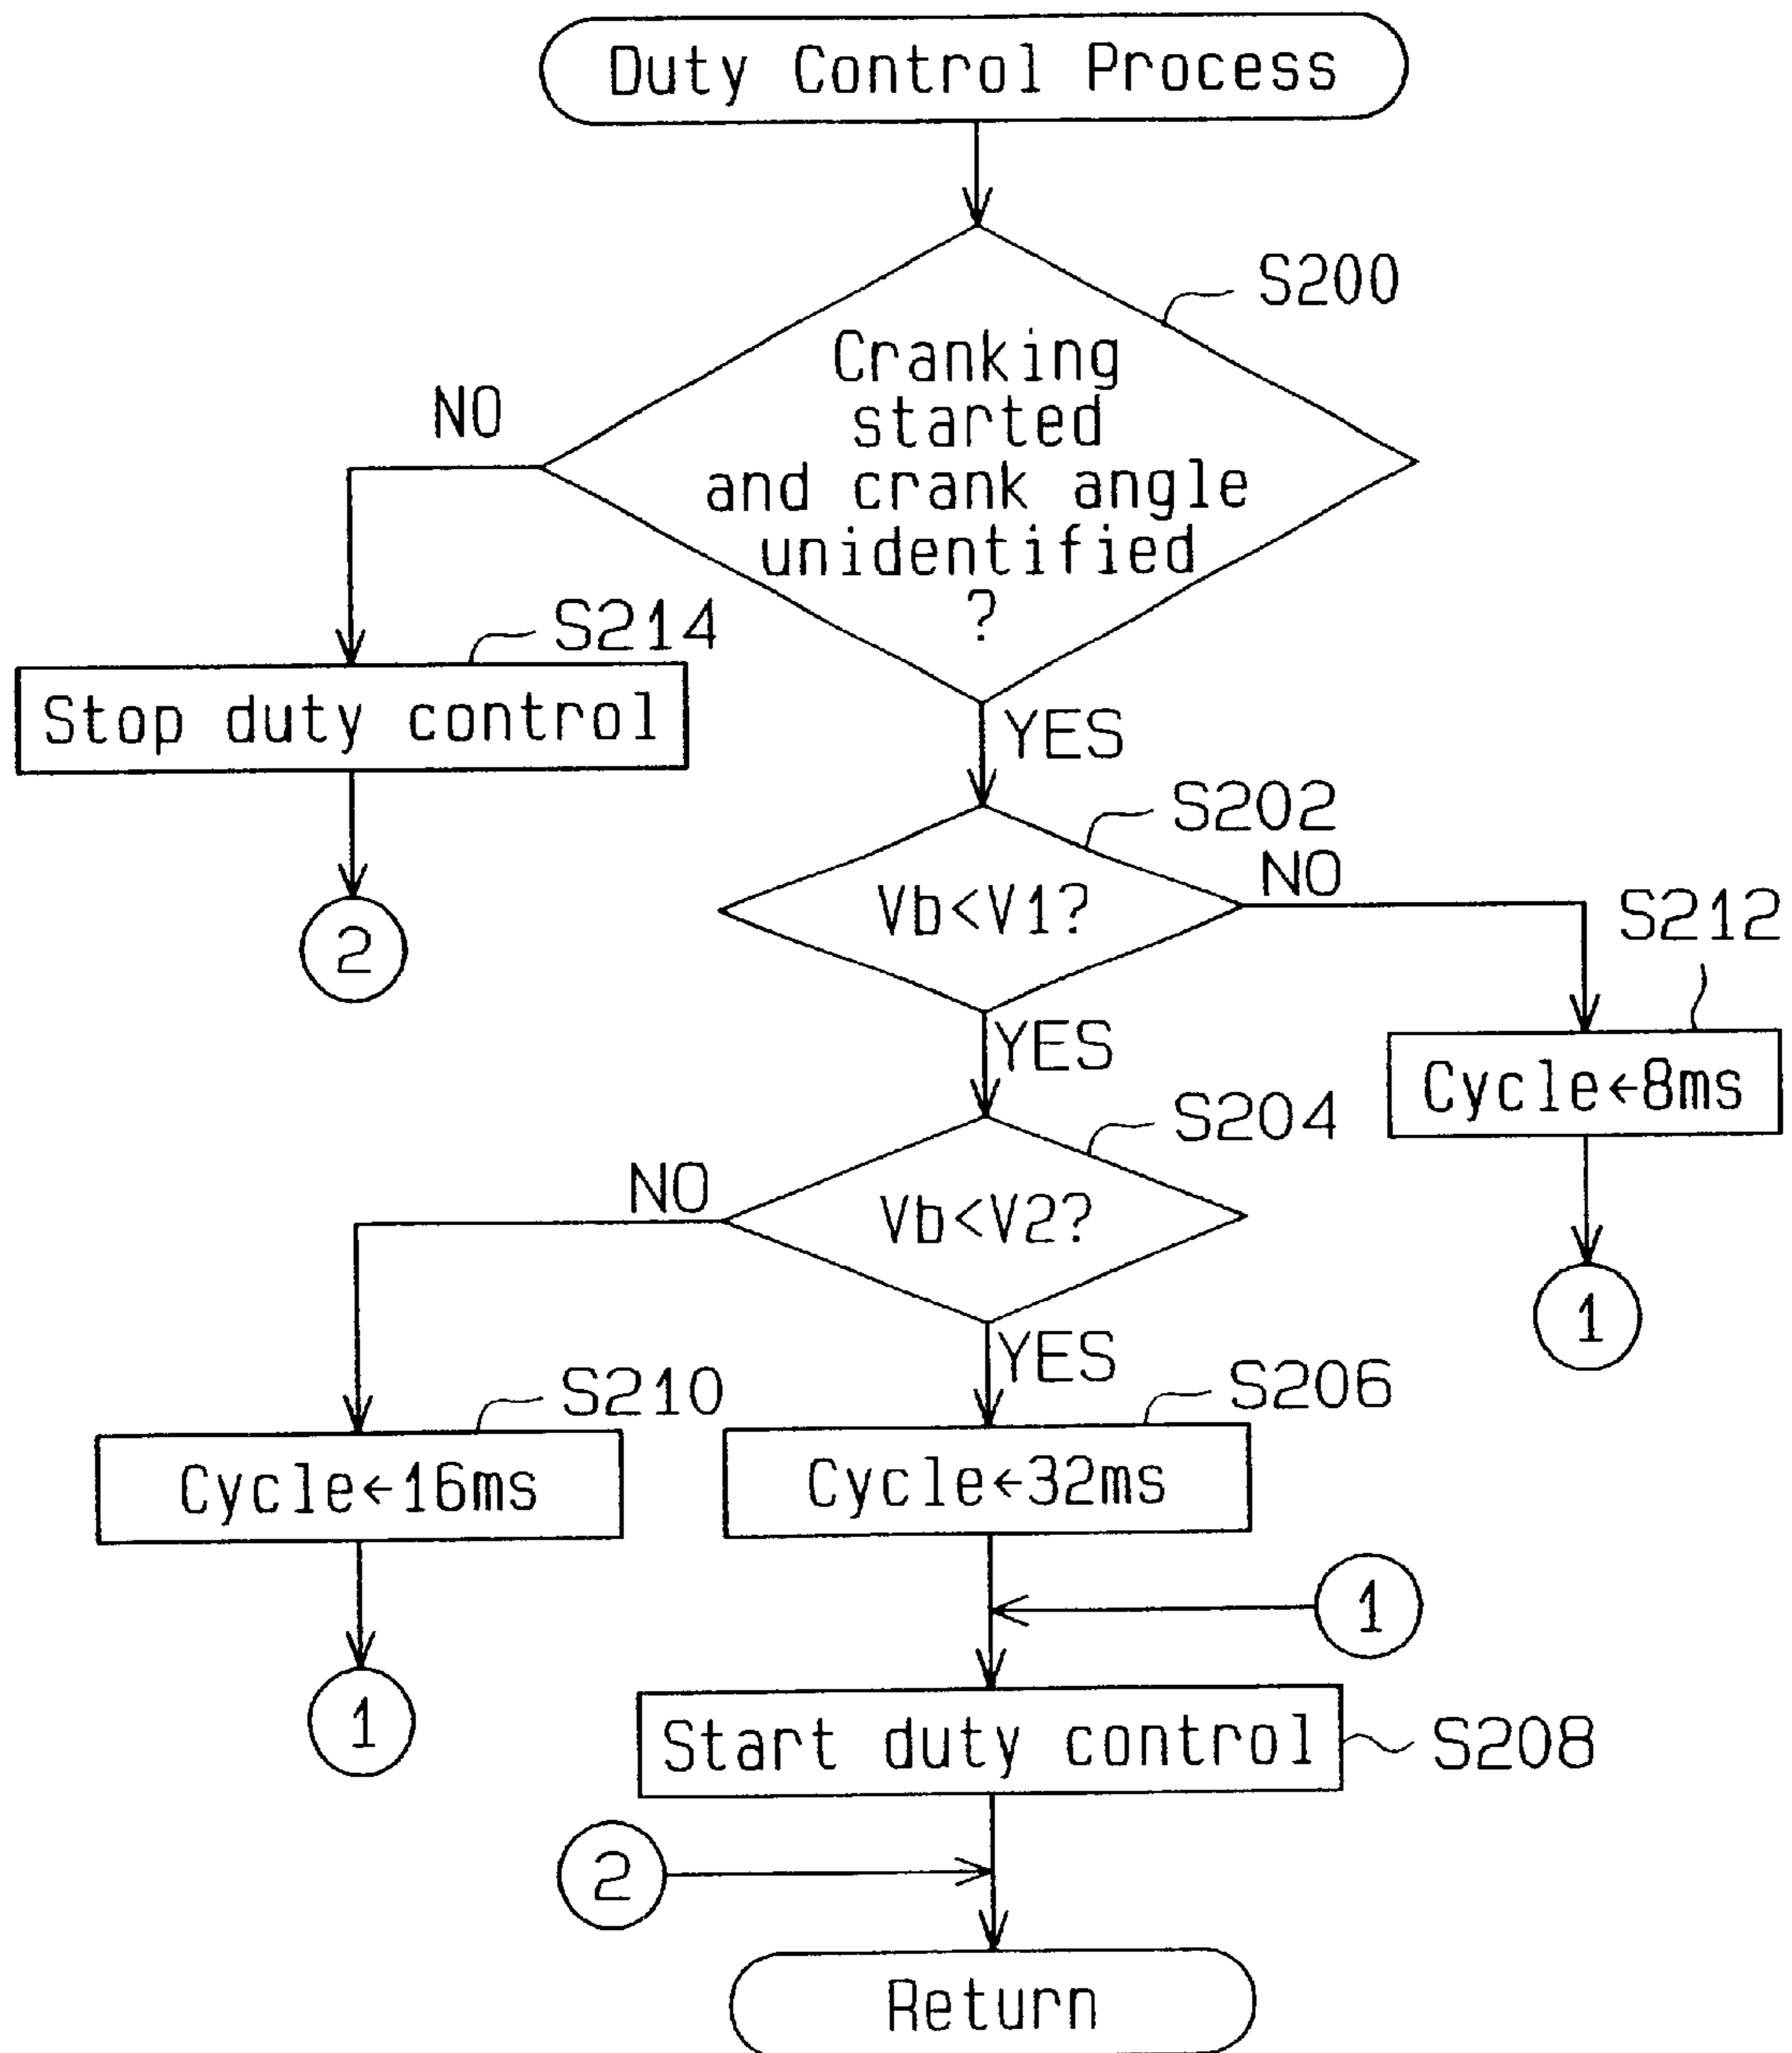 Duty Control Process
S200
Cranking
started
and crank angle
unidentified
?
NO
S214
Stop duty control
YES
S202
Vb<V1?
NO
S212
2
YES
Cycle←8ms
S204
NO
Vb<V2?
1
YES
S210
S206
Cycle←16ms
Cycle←32ms
1
1
Start duty control
S208
2
Return